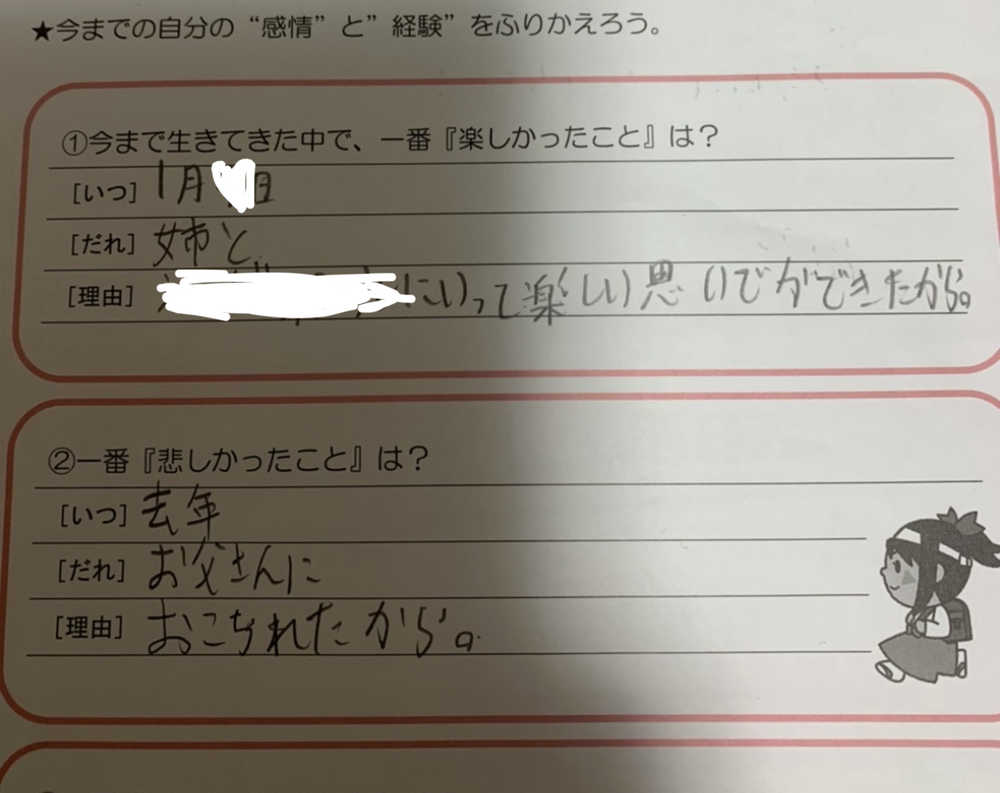 ★今までの自分の“感情”と”経験”をふりかえろう。
①今まで生きてきた中で、一番『楽しかったこと』は？
[いつ] 1月 日
[だれ] 姉と
[理由] にいって楽しい思いでができたから。
②一番『悲しかったこと』は？
[いつ] 去年
[だれ] お父さんに
[理由] おこられたから。